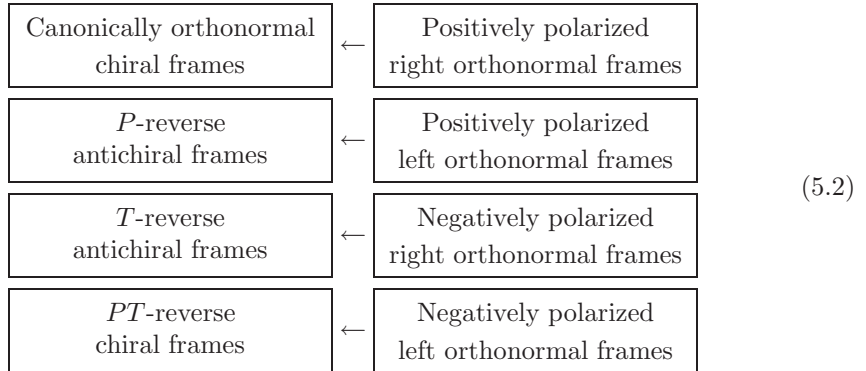 Canonically orthonormal
chiral frames
←
Positively polarized
right orthonormal frames
P-reverse
antichiral frames
←
Positively polarized
left orthonormal frames
(5.2)
T-reverse
antichiral frames
←
Negatively polarized
right orthonormal frames
PT-reverse
chiral frames
←
Negatively polarized
left orthonormal frames